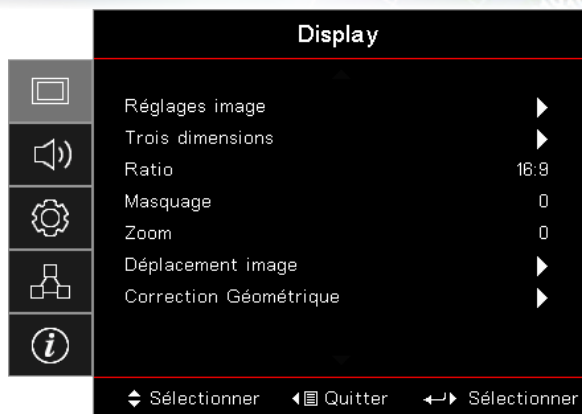 Display
Réglages image
Trois dimensions
Ratio 16:9
Masquage 0
Zoom 0
Déplacement image
Correction Géométrique
Sélectionner Quitter Sélectionner